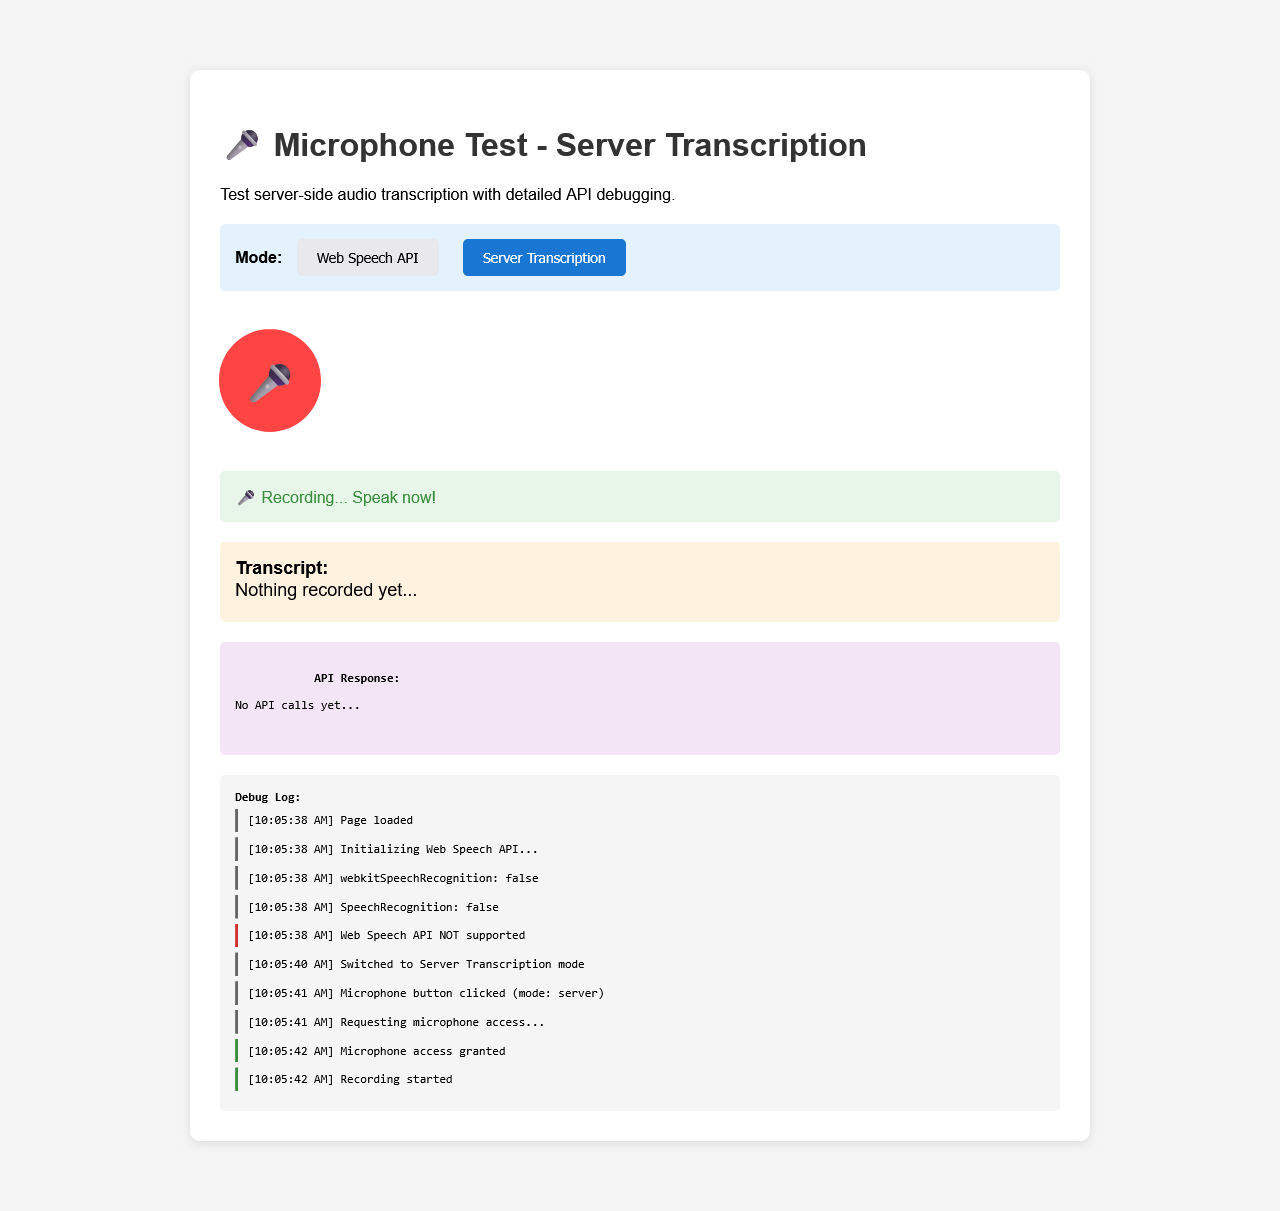 Microphone Test - Server Transcription
Test server-side audio transcription with detailed API debugging.
Mode: Web Speech API Server Transcription
Recording... Speak now!
Transcript:
Nothing recorded yet...
API Response:
No API calls yet...
Debug Log:
[10:05:38 AM] Page loaded
[10:05:38 AM] Initializing Web Speech API...
[10:05:38 AM] webkitSpeechRecognition: false
[10:05:38 AM] SpeechRecognition: false
[10:05:38 AM] Web Speech API NOT supported
[10:05:40 AM] Switched to Server Transcription mode
[10:05:41 AM] Microphone button clicked (mode: server)
[10:05:41 AM] Requesting microphone access...
[10:05:42 AM] Microphone access granted
[10:05:42 AM] Recording started